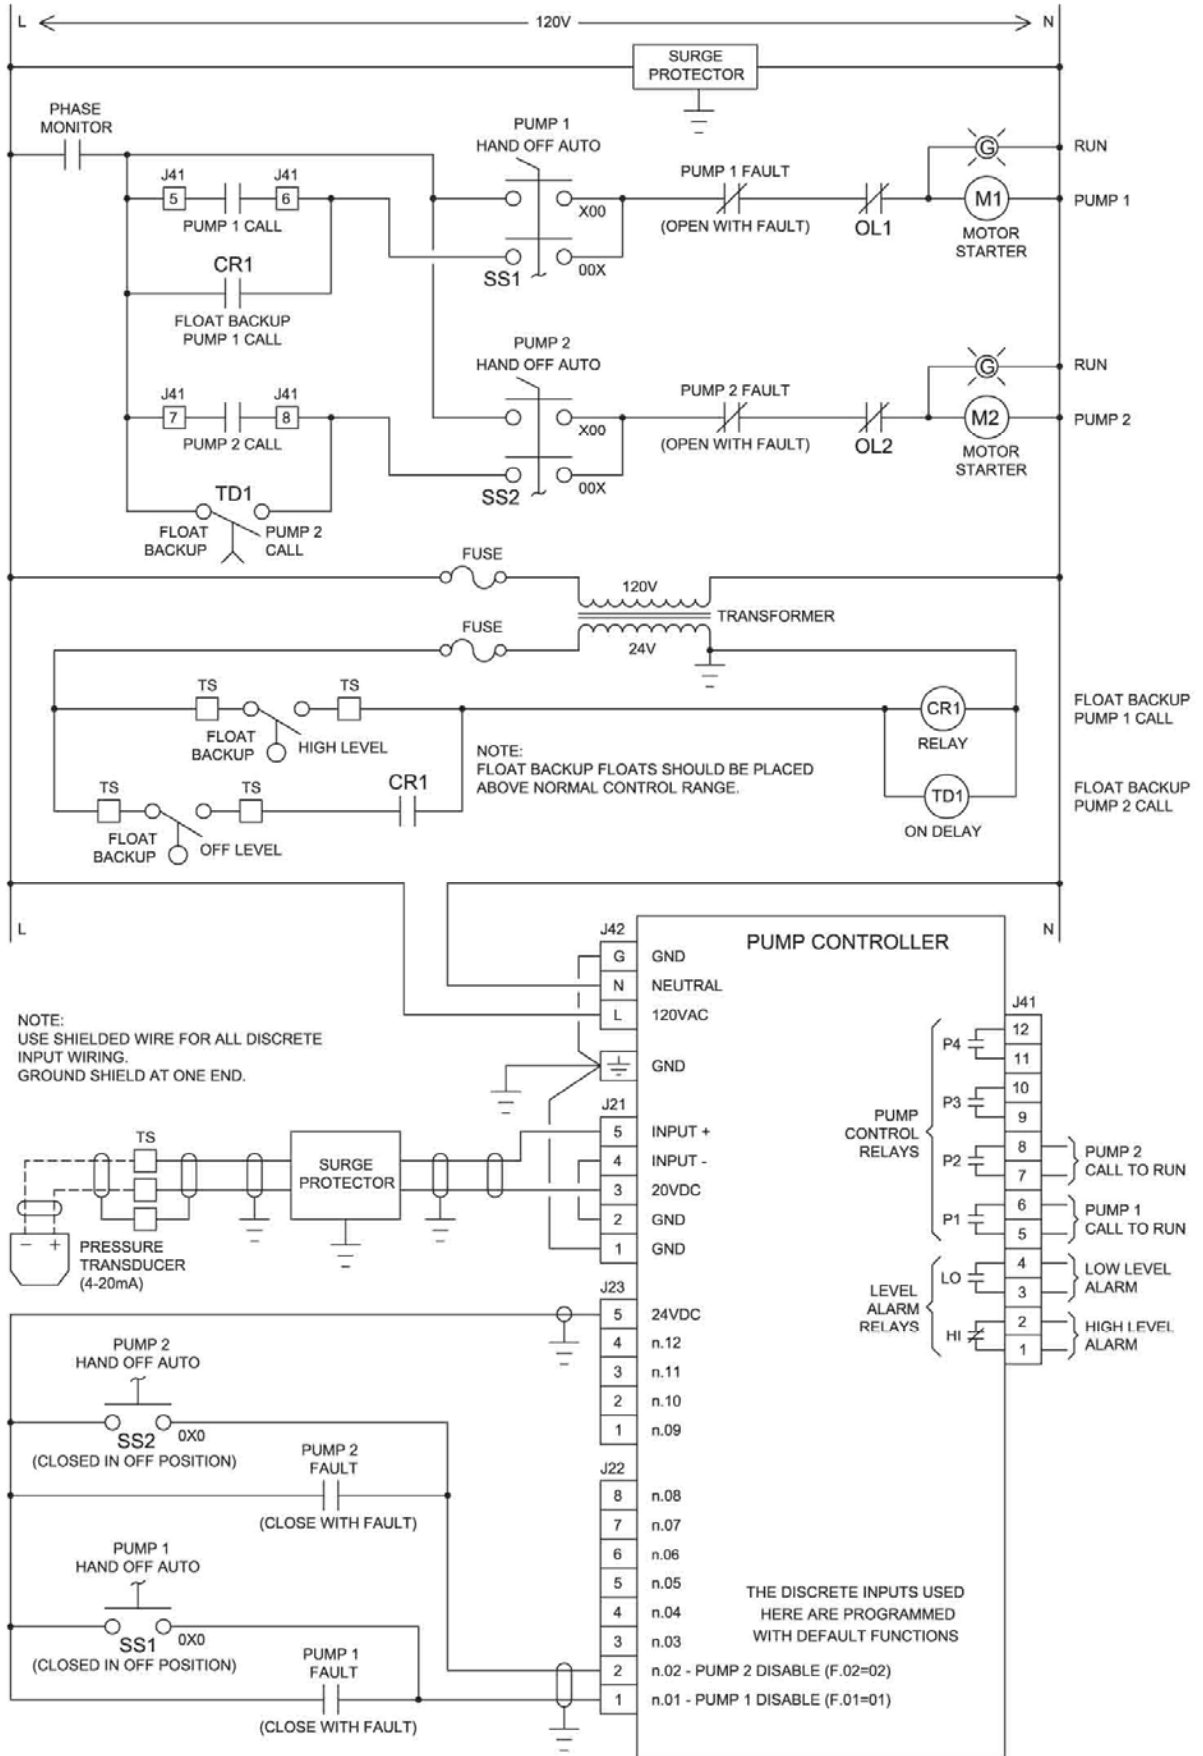 L
120V
N
SURGE
PROTECTOR
PHASE
MONITOR
PUMP 1
HAND OFF AUTO
RUN
G
J41
J41
5
6
PUMP 1 CALL
X00
PUMP 1 FAULT
(OPEN WITH FAULT)
OL1
M1
MOTOR
STARTER
PUMP 1
CR1
SS1
00X
FLOAT BACKUP
PUMP 1 CALL
PUMP 2
HAND OFF AUTO
G
RUN
J41
J41
7
8
PUMP 2 CALL
X00
PUMP 2 FAULT
(OPEN WITH FAULT)
OL2
M2
MOTOR
STARTER
PUMP 2
SS2
00X
TD1
FLOAT
BACKUP
PUMP 2
CALL
FUSE
120V
TRANSFORMER
FUSE
24V
TS
TS
FLOAT
BACKUP
HIGH LEVEL
CR1
RELAY
FLOAT BACKUP
PUMP 1 CALL
NOTE:
FLOAT BACKUP FLOATS SHOULD BE PLACED
ABOVE NORMAL CONTROL RANGE.
TS
TS
CR1
FLOAT
BACKUP
OFF LEVEL
TD1
ON DELAY
FLOAT BACKUP
PUMP 2 CALL
L
N
PUMP CONTROLLER
J42
G GND
N NEUTRAL
L 120VAC
GND
NOTE:
USE SHIELDED WIRE FOR ALL DISCRETE
INPUT WIRING.
GROUND SHIELD AT ONE END.
J21
5 INPUT +
4 INPUT -
3 20VDC
2 GND
1 GND
TS
SURGE
PROTECTOR
- +
PRESSURE
TRANSDUCER
(4-20mA)
J41
12
P4
11
10
P3
9
8
P2
7
6
P1
5
4
LO
3
2
HI
1
PUMP
CONTROL
RELAYS
LEVEL
ALARM
RELAYS
PUMP 2
CALL TO RUN
PUMP 1
CALL TO RUN
LOW LEVEL
ALARM
HIGH LEVEL
ALARM
J23
5 24VDC
4 n.12
3 n.11
2 n.10
1 n.09
PUMP 2
HAND OFF AUTO
SS2
0X0
(CLOSED IN OFF POSITION)
PUMP 2
FAULT
(CLOSE WITH FAULT)
PUMP 1
HAND OFF AUTO
SS1
0X0
(CLOSED IN OFF POSITION)
PUMP 1
FAULT
(CLOSE WITH FAULT)
J22
8 n.08
7 n.07
6 n.06
5 n.05
4 n.04
3 n.03
2 n.02 - PUMP 2 DISABLE (F.02=02)
1 n.01 - PUMP 1 DISABLE (F.01=01)
THE DISCRETE INPUTS USED
HERE ARE PROGRAMMED
WITH DEFAULT FUNCTIONS